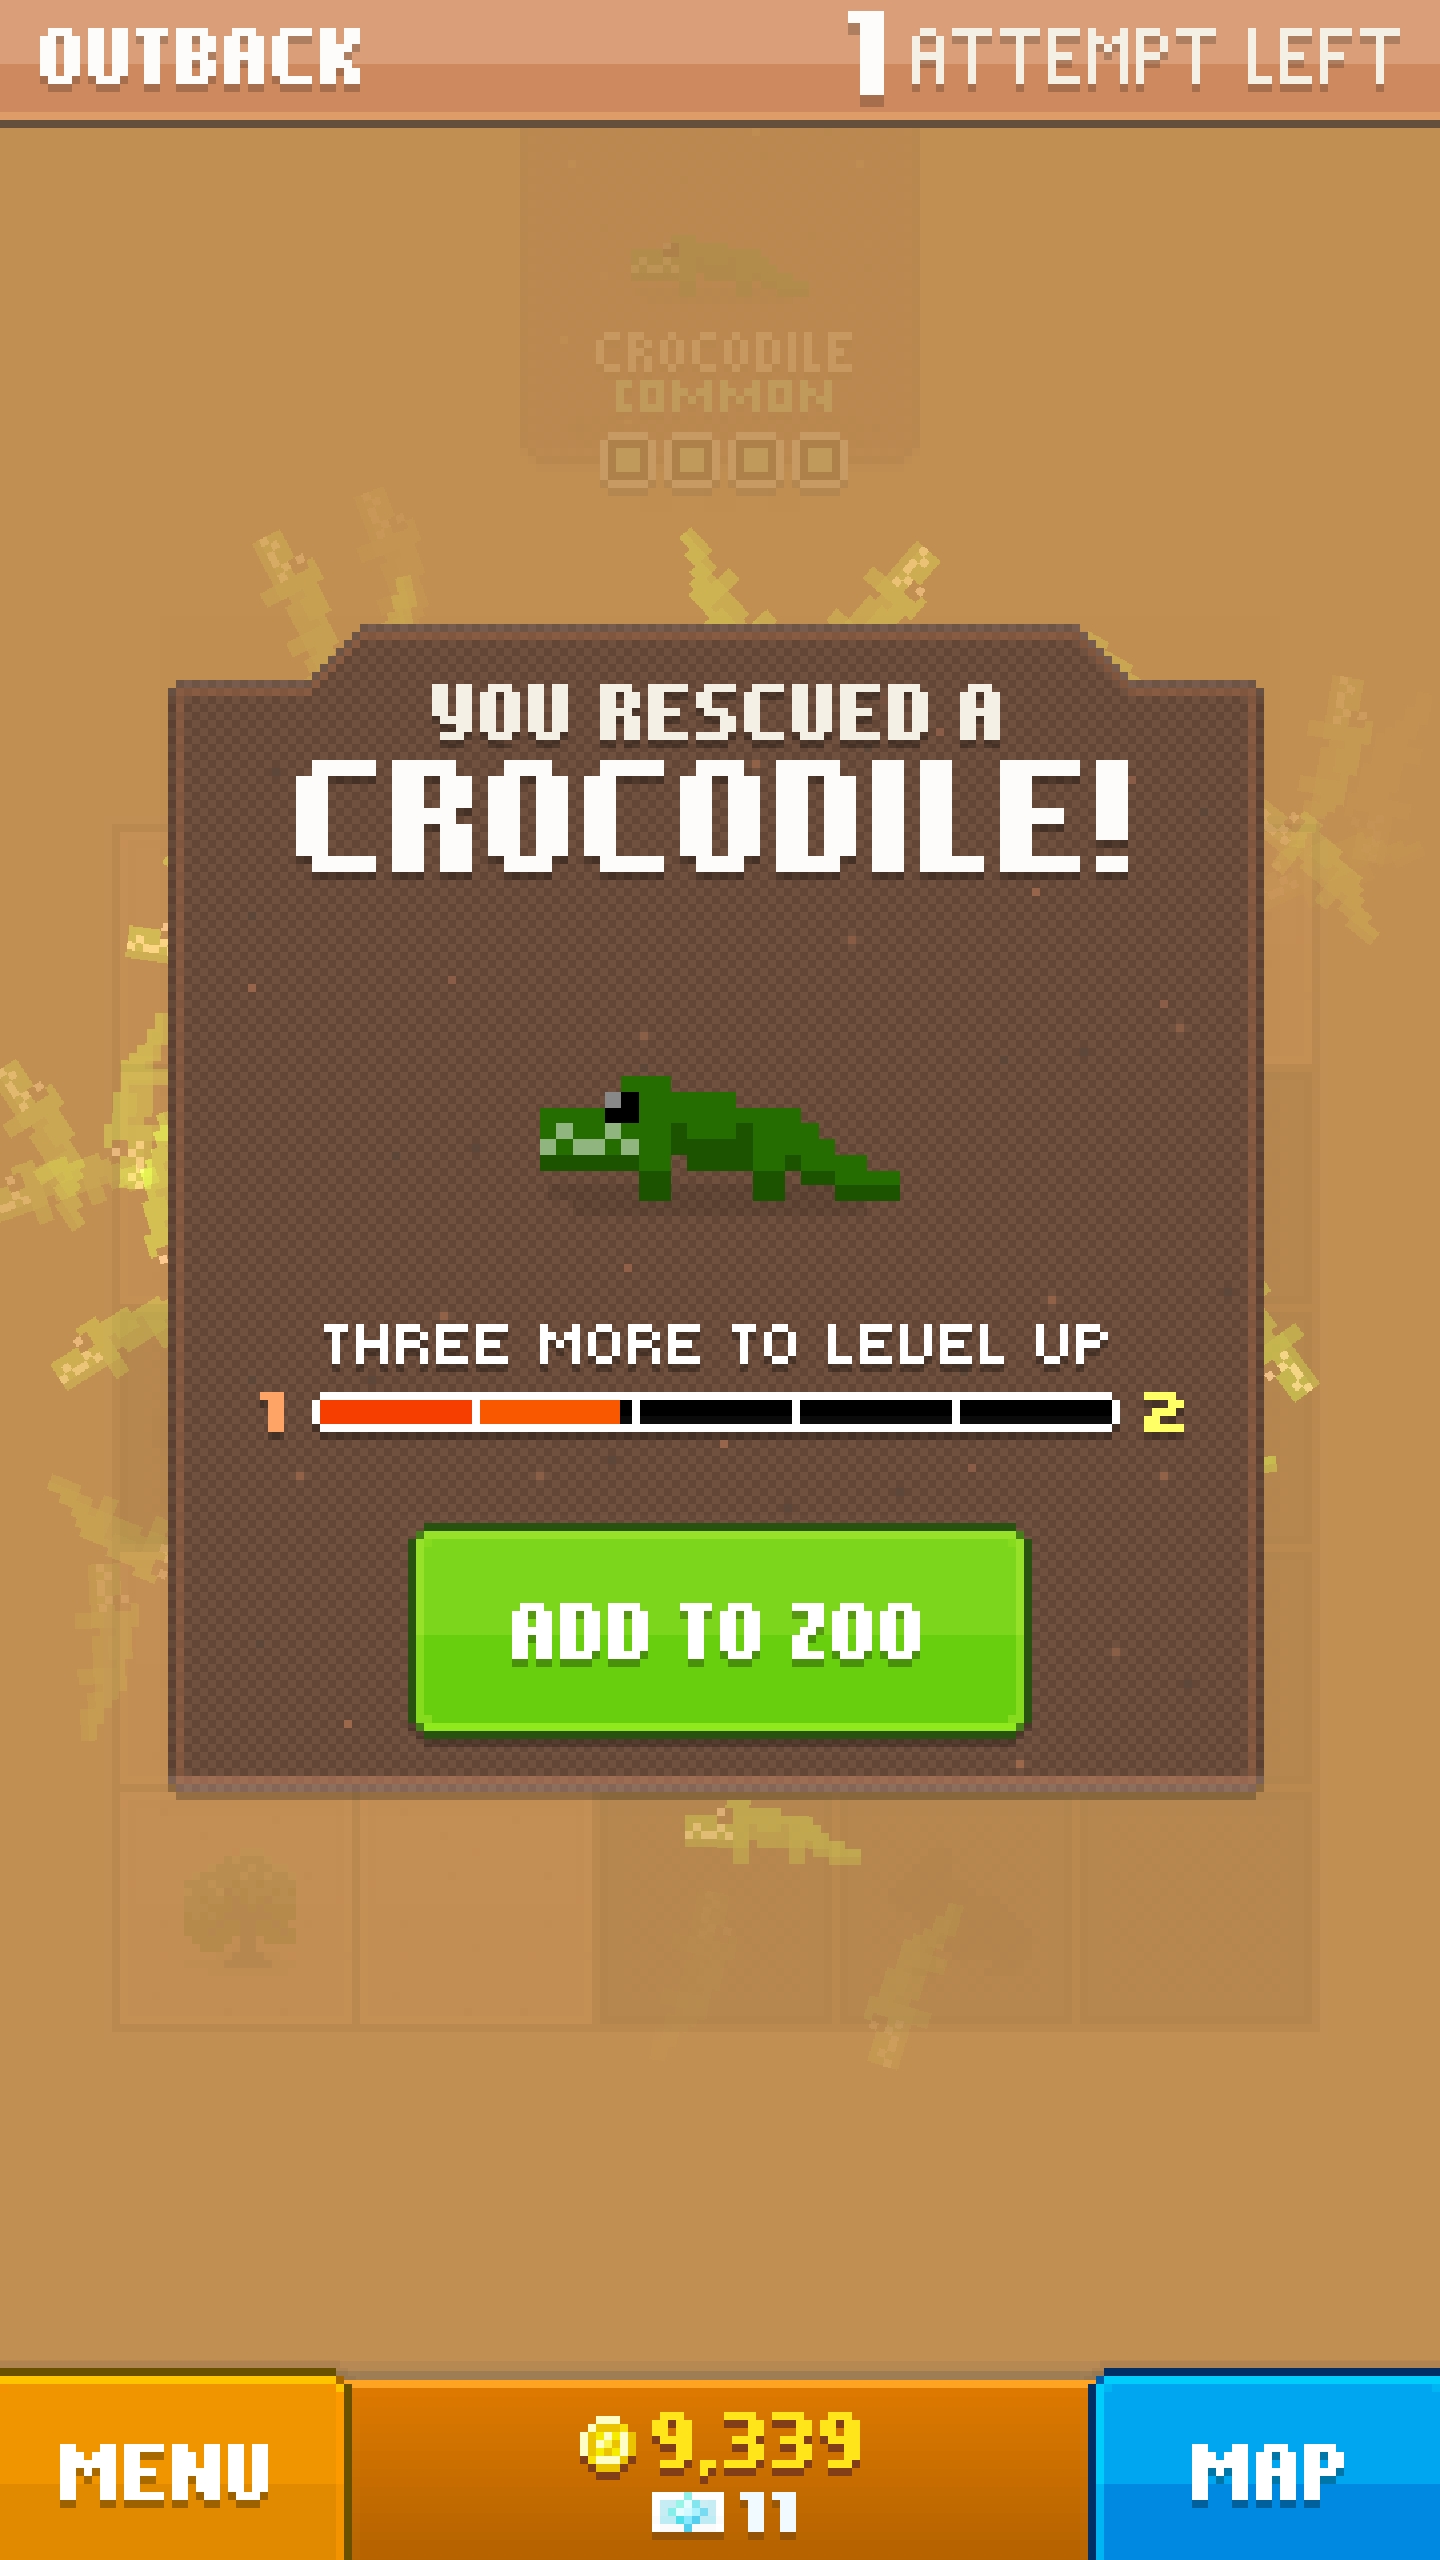 OUTBACK
1 ATTEMPT LEFT
CROCODILE
COMMON
YOU RESCUED A
CROCODILE!
THREE MORE TO LEVEL UP
1
2
ADD TO ZOO
MENU
9,339
11
MAP